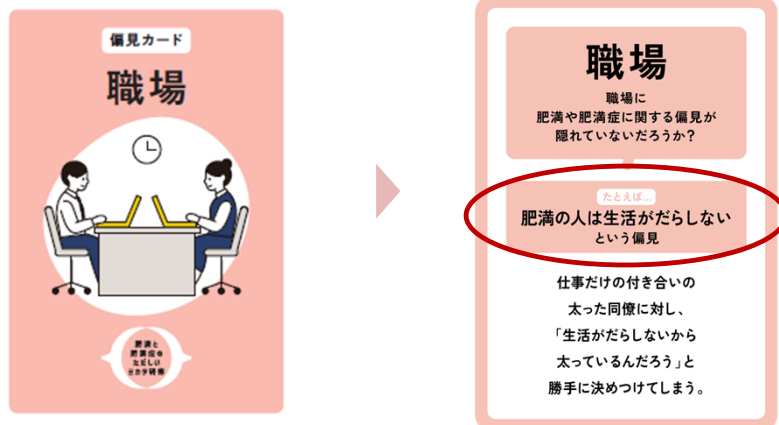 偏見カード
職場
肥満と
肥満症の
ただしい
ミカタ研修
職場
職場に
肥満や肥満症に関する偏見が
隠れていないだろうか？
たとえば…
肥満の人は生活がだらしない
という偏見
仕事だけの付き合いの
太った同僚に対し、
「生活がだらしないから
太っているんだろう」と
勝手に決めつけてしまう。